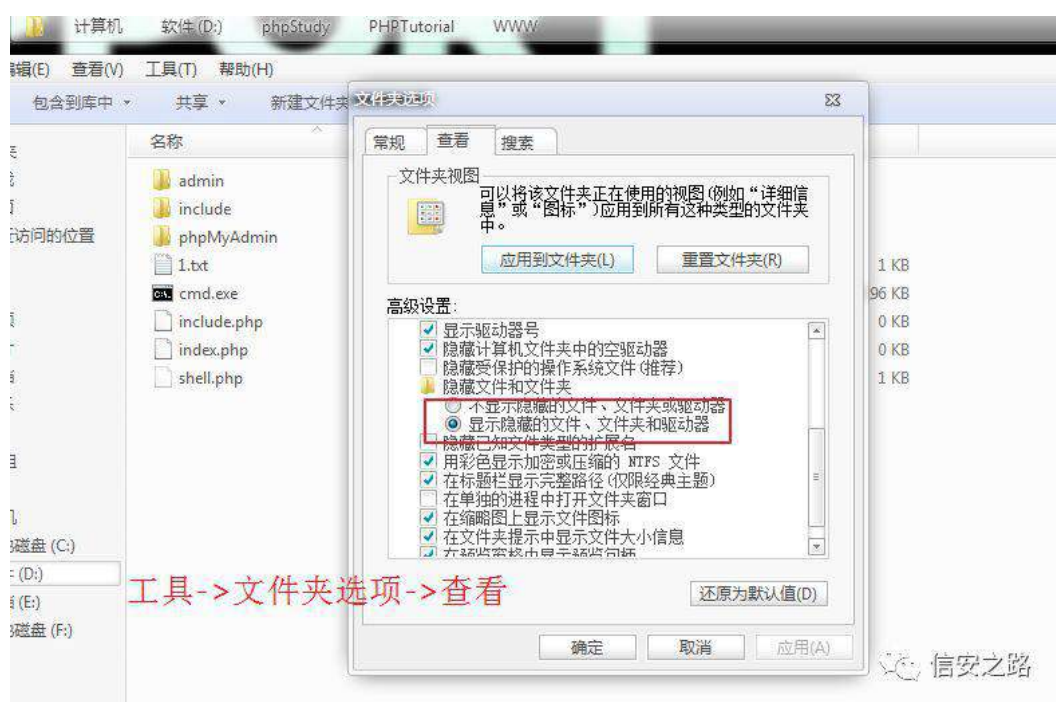 计算机 软件 (D:) phpStudy PHPTutorial WWW
编辑(E) 查看(V) 工具(T) 帮助(H)
包含到库中 共享 新建文件夹
文件夹选项
常规 查看 搜索
名称
文件夹视图
可以将该文件夹正在使用的视图(例如“详细信
息”或“图标”)应用到所有这种类型的文件夹
中。
应用到文件夹(L) 重置文件夹(R)
admin
include
phpMyAdmin
1.txt 1 KB
cmd.exe 96 KB
include.php 0 KB
index.php 0 KB
shell.php 1 KB
访问的位置
高级设置:
显示驱动器号
隐藏计算机文件夹中的空驱动器
隐藏受保护的操作系统文件(推荐)
隐藏文件和文件夹
不显示隐藏的文件、文件夹或驱动器
显示隐藏的文件、文件夹和驱动器
隐藏已知文件类型的扩展名
用彩色显示加密或压缩的 NTFS 文件
在标题栏显示完整路径(仅限经典主题)
在单独的进程中打开文件夹窗口
在缩略图上显示文件图标
在文件夹提示中显示文件大小信息
在预览窗格中显示预览句柄
磁盘 (C:)
(D:)
(E:)
磁盘 (F:)
工具->文件夹选项->查看
还原为默认值(D)
确定 取消 应用(A)
信安之路